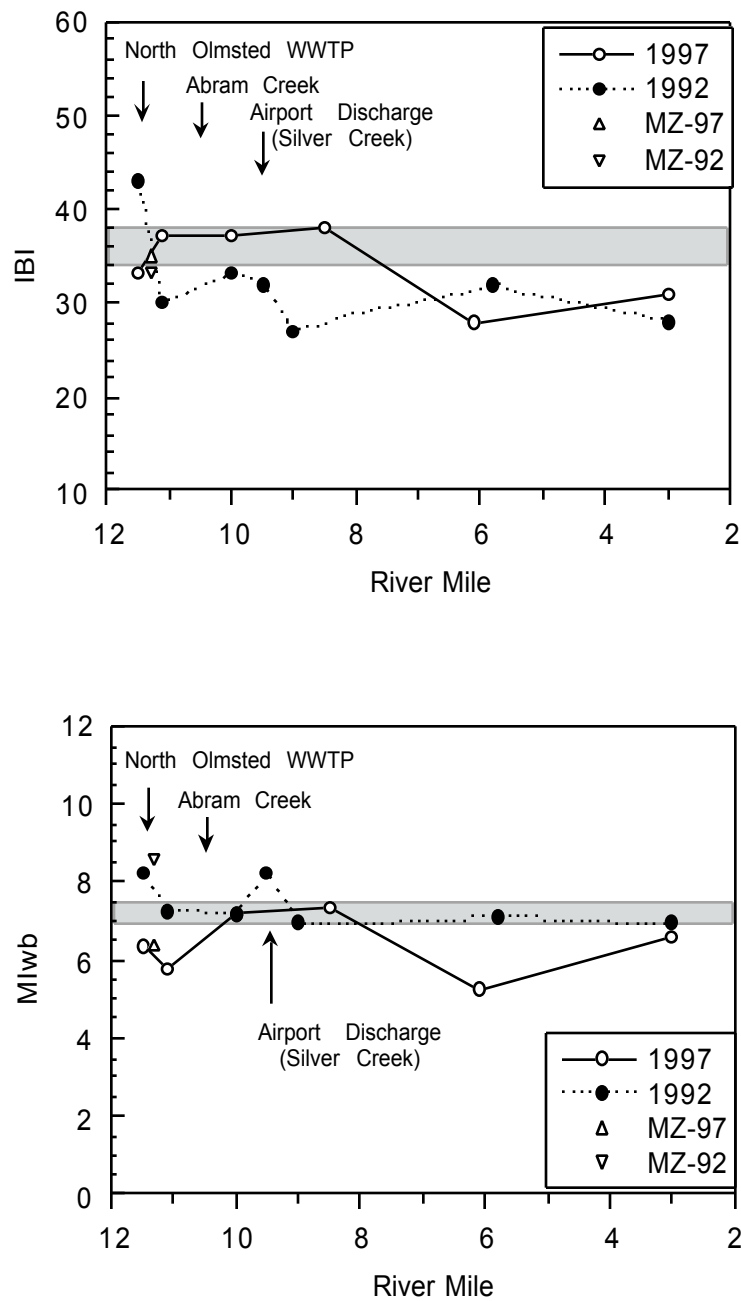 60
50
40
30
20
10
IBI
North Olmsted WWTP
Abram Creek
Airport Discharge
(Silver Creek)
1997
1992
MZ-97
MZ-92
12 10 8 6 4 2
River Mile
12
10
8
6
4
2
0
MIwb
North Olmsted WWTP
Abram Creek
Airport Discharge
(Silver Creek)
1997
1992
MZ-97
MZ-92
12 10 8 6 4 2
River Mile